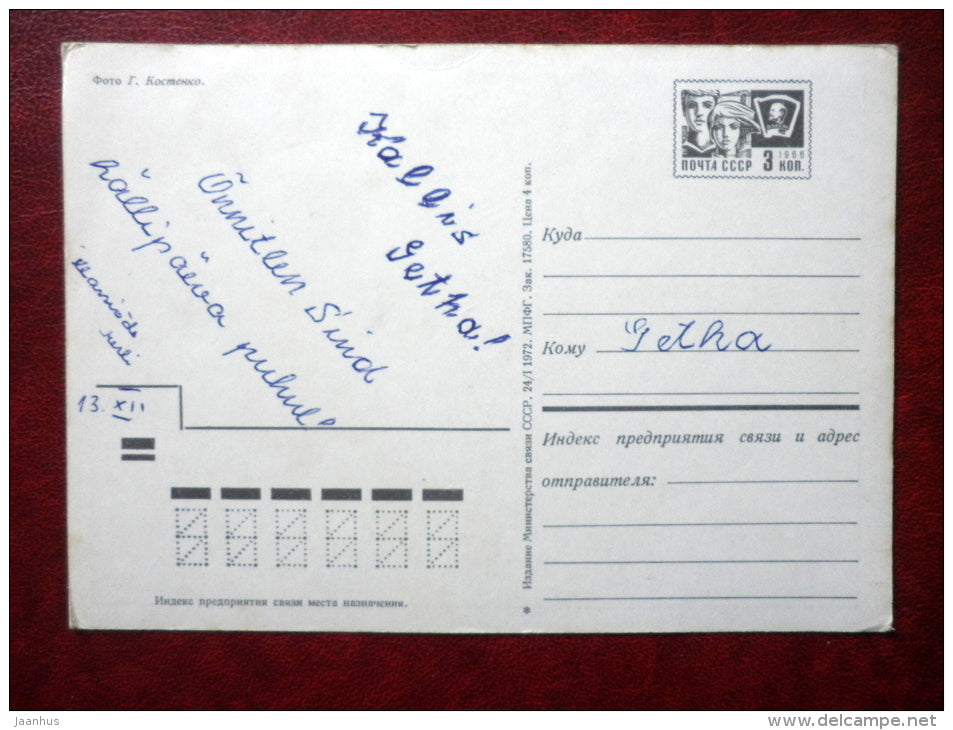 Фото Г. Костенко.
Kallis
Getha!
Õnnitlen Sind
hällipäeva puhul!
13. XII
1966
ПОЧТА СССР 3 КОП.
Куда
Кому Getha
Индекс предприятия связи и адрес
отправителя:
Издание Министерства связи СССР. 24/I 1972. МПФГ. Зак. 17580. Цена 4 коп.
Индекс предприятия связи места назначения.
jaanhus
www.delcampe.net